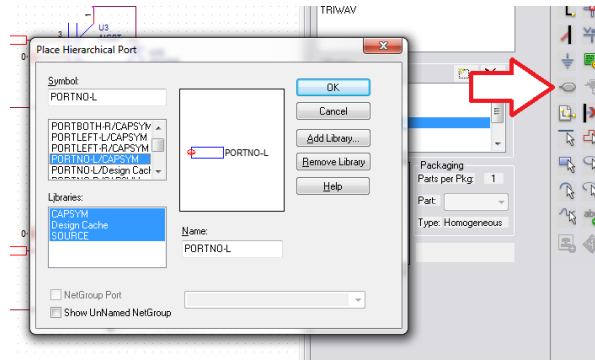 TRIWAV
U3
3
Place Hierarchical Port
Symbol:
PORTNO-L
PORTBOTH-R/CAPSYM
PORTLEFT-L/CAPSYM
PORTLEFT-R/CAPSYM
PORTNO-L/CAPSYM
PORTNO-L/Design Cach
Libraries:
CAPSYM
Design Cache
SOURCE
PORTNO-L
Name:
PORTNO-L
OK
Cancel
Add Library...
Remove Library
Help
NetGroup Port
Show UnNamed NetGroup
Packaging
Parts per Pkg: 1
Part:
Type: Homogeneous